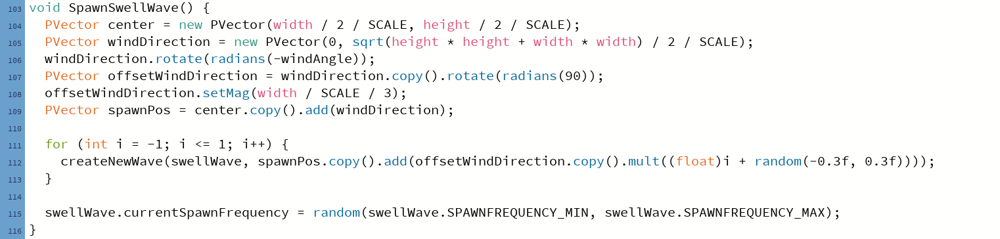 103 void SpawnSwellWave() {
104   PVector center = new PVector(width / 2 / SCALE, height / 2 / SCALE);
105   PVector windDirection = new PVector(0, sqrt(height * height + width * width) / 2 / SCALE);
106   windDirection.rotate(radians(-windAngle));
107   PVector offsetWindDirection = windDirection.copy().rotate(radians(90));
108   offsetWindDirection.setMag(width / SCALE / 3);
109   PVector spawnPos = center.copy().add(windDirection);
110
111   for (int i = -1; i <= 1; i++) {
112     createNewWave(swellWave, spawnPos.copy().add(offsetWindDirection.copy().mult((float)i + random(-0.3f, 0.3f))));
113   }
114
115   swellWave.currentSpawnFrequency = random(swellWave.SPAWNFREQUENCY_MIN, swellWave.SPAWNFREQUENCY_MAX);
116 }